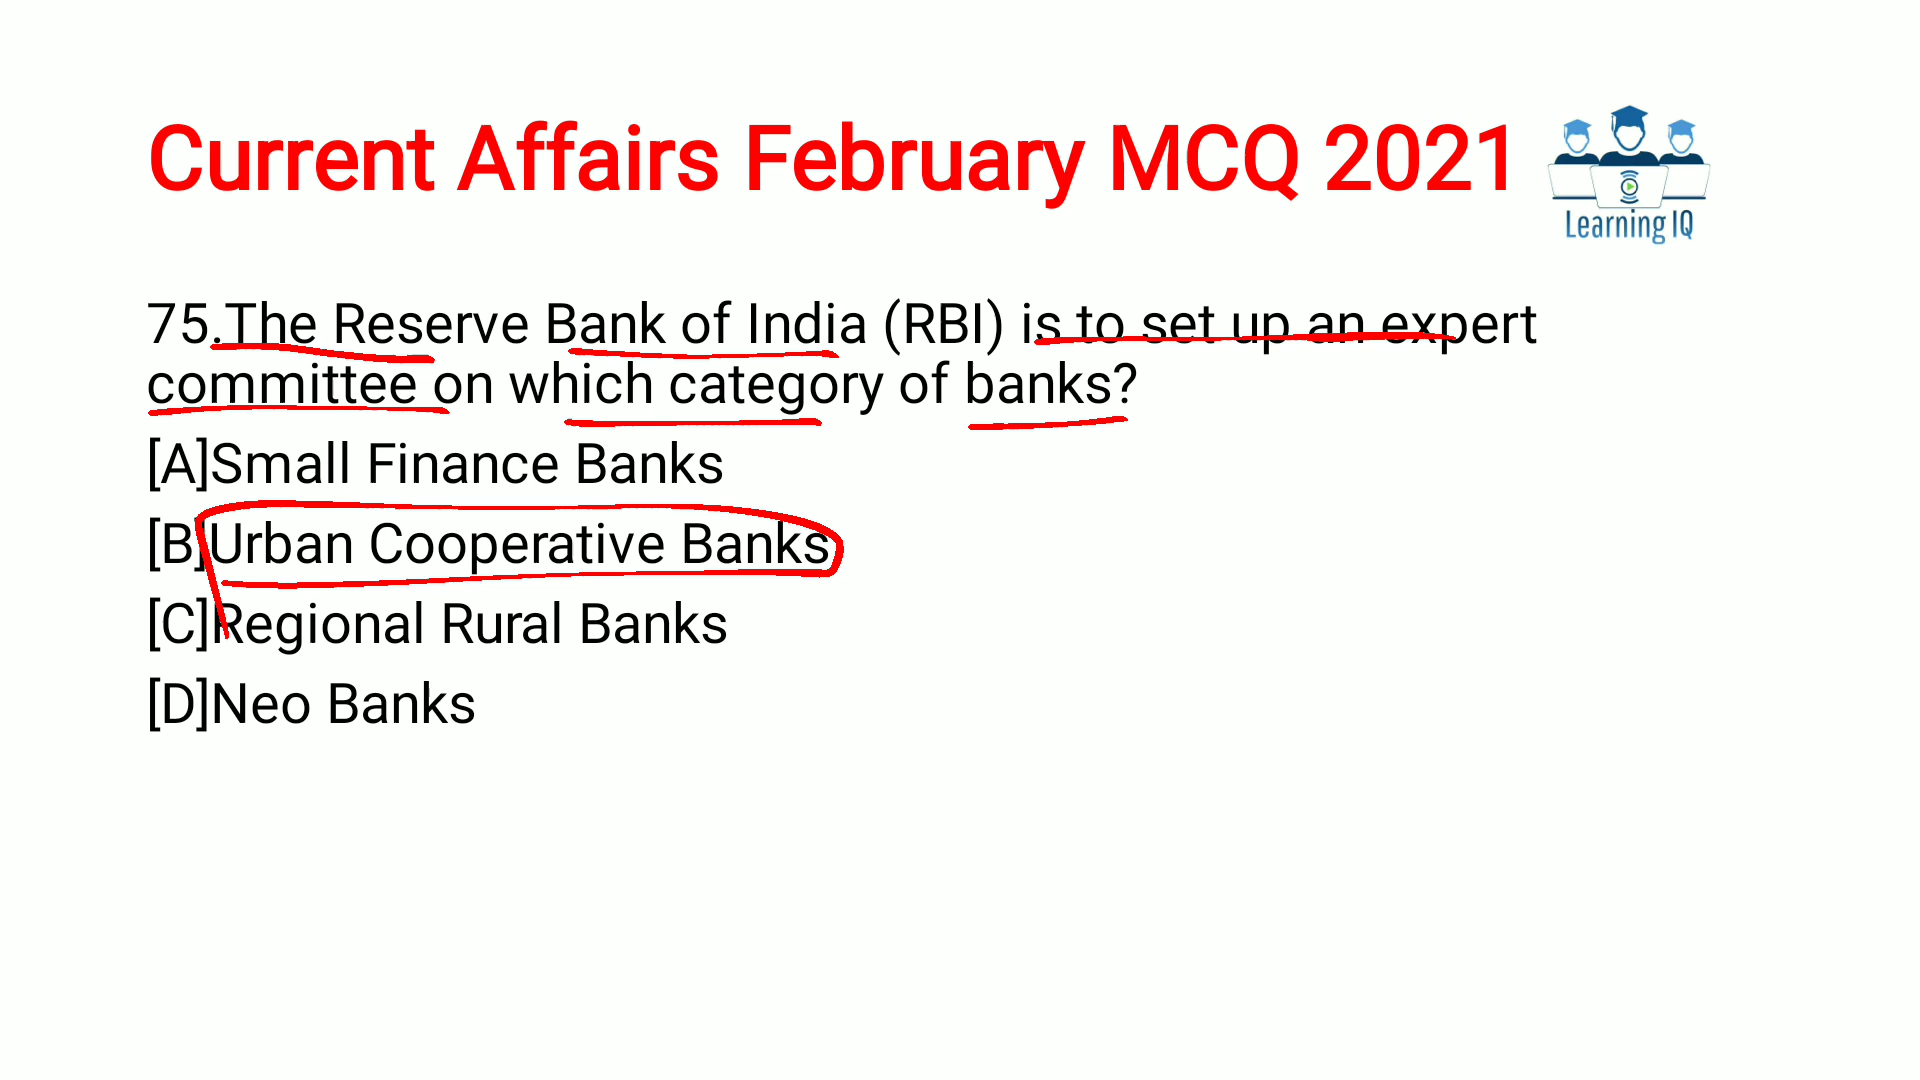 Current Affairs February MCQ 2021
Learning IQ
75.The Reserve Bank of India (RBI) is to set up an expert
committee on which category of banks?
[A]Small Finance Banks
[B]Urban Cooperative Banks
[C]Regional Rural Banks
[D]Neo Banks